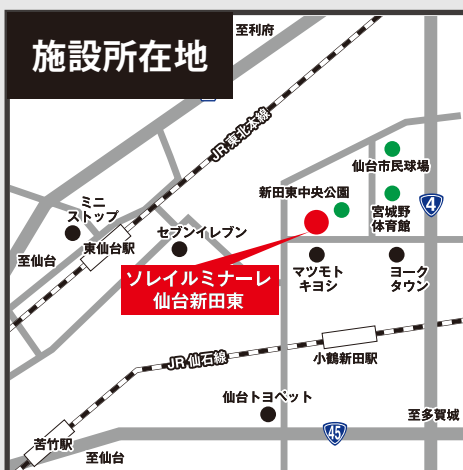 施設所在地
至利府
JR 東北本線
仙台市民球場
新田東中央公園
宮城野
体育館
4
ミニ
ストップ
セブンイレブン
東仙台駅
至仙台
マツモト
キヨシ
ヨーク
タウン
ソレイルミナーレ
仙台新田東
小鶴新田駅
JR 仙石線
仙台トヨペット
至多賀城
45
苦竹駅
至仙台